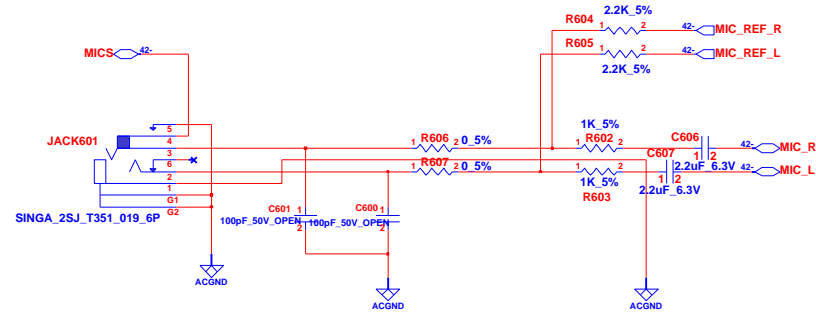 2.2K_5%
R604
1 2 42- MIC_REF_R
R605
1 2 42- MIC_REF_L
2.2K_5%
MICS 42-
JACK601
5
4
3
6
2
1
G1
G2
SINGA_2SJ_T351_019_6P
R606
1 2 0_5%
R607
1 2 0_5%
1K_5%
R602
1 2
C606
1 2
42- MIC_R
C607
2.2uF_6.3V
1 2
42- MIC_L
1 2
1K_5%
2.2uF_6.3V
R603
C601 1
100pF_50V_OPEN
2
C600 1
100pF_50V_OPEN
2
ACGND
ACGND
ACGND